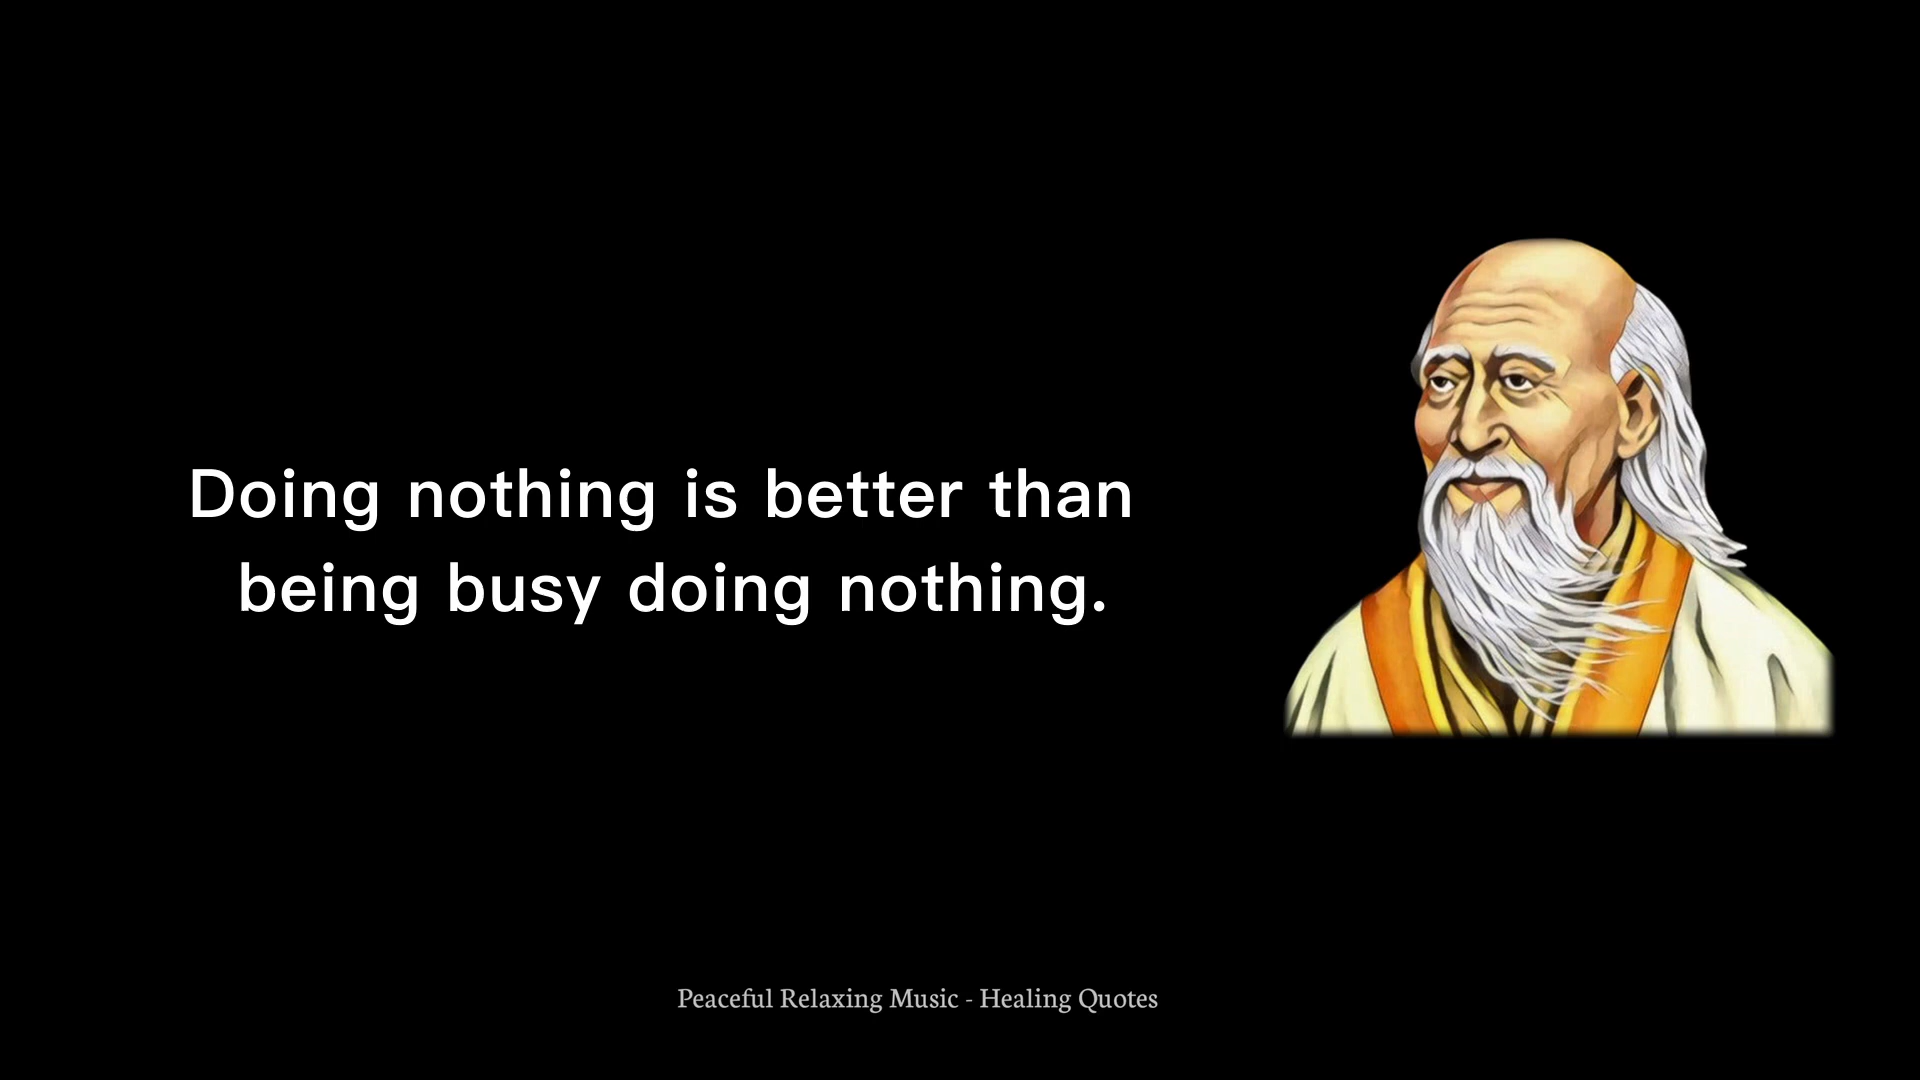 Doing nothing is better than
being busy doing nothing.
Peaceful Relaxing Music - Healing Quotes